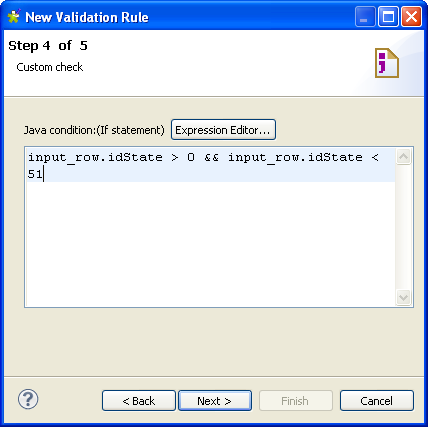 New Validation Rule
Step 4 of 5
Custom check
Java condition:(If statement) Expression Editor...
input_row.idState > 0 && input_row.idState <
51
? < Back Next > Finish Cancel